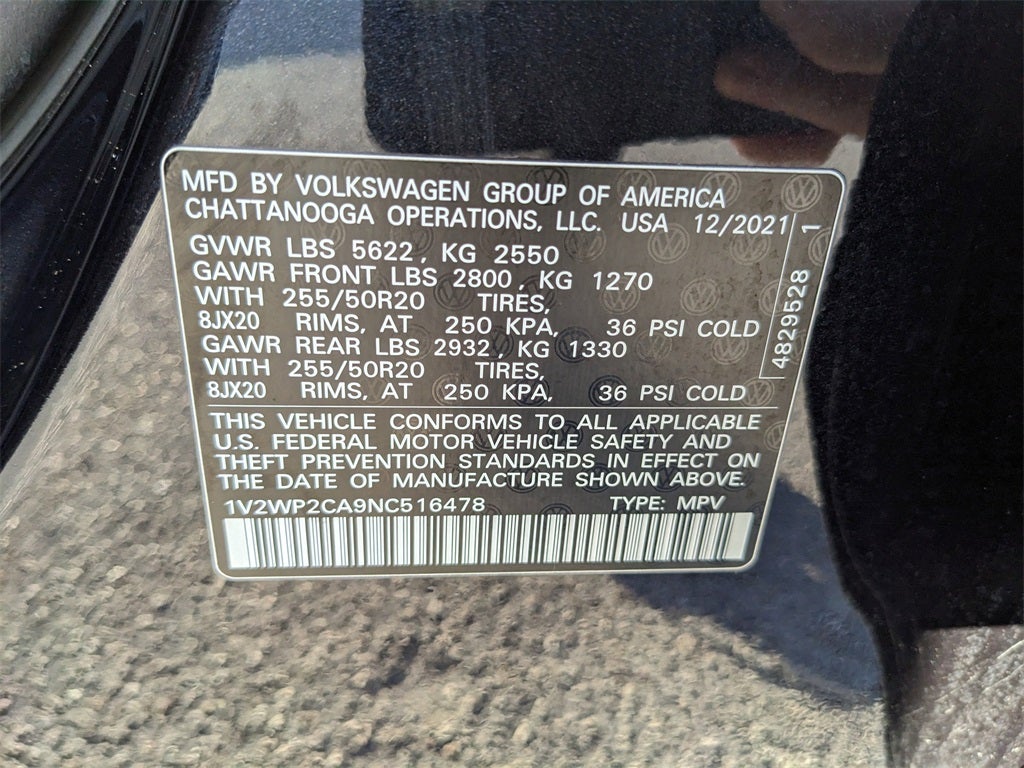 MFD BY VOLKSWAGEN GROUP OF AMERICA
CHATTANOOGA OPERATIONS, LLC. USA 12/2021
GVWR LBS 5622, KG 2550
GAWR FRONT LBS 2800, KG 1270
WITH 255/50R20 TIRES,
8JX20 RIMS, AT 250 KPA, 36 PSI COLD
GAWR REAR LBS 2932, KG 1330
WITH 255/50R20 TIRES,
8JX20 RIMS, AT 250 KPA, 36 PSI COLD
4829528 1
THIS VEHICLE CONFORMS TO ALL APPLICABLE
U.S. FEDERAL MOTOR VEHICLE SAFETY AND
THEFT PREVENTION STANDARDS IN EFFECT ON
THE DATE OF MANUFACTURE SHOWN ABOVE.
1V2WP2CA9NC516478 TYPE: MPV